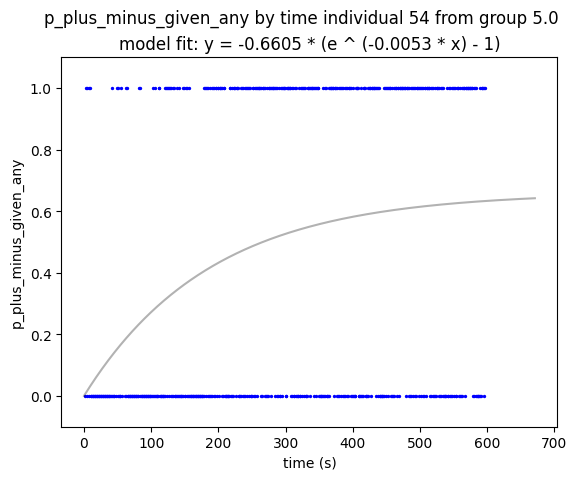 p_plus_minus_given_any by time individual 54 from group 5.0
model fit: y = -0.6605 * (e ^ (-0.0053 * x) - 1)
1.0
0.8
0.6
0.4
0.2
0.0
p_plus_minus_given_any
0 100 200 300 400 500 600 700
time (s)